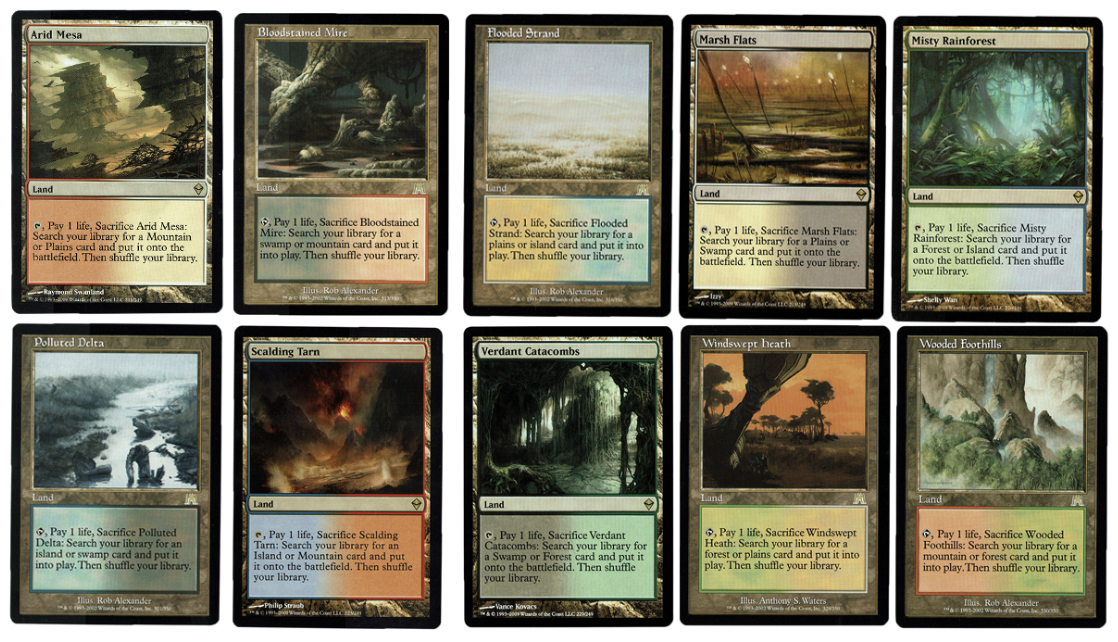 Arid Mesa
Land
, Pay 1 life, Sacrifice Arid Mesa:
Search your library for a Mountain
or Plains card and put it onto the
battlefield. Then shuffle your library.
Raymond Swanland
Bloodstained Mire
Land
, Pay 1 life, Sacrifice Bloodstained
Mire: Search your library for a
swamp or mountain card and put it
into play. Then shuffle your library.
Illus. Rob Alexander
Flooded Strand
Land
, Pay 1 life, Sacrifice Flooded
Strand: Search your library for a
plains or island card and put it into
play. Then shuffle your library.
Illus. Rob Alexander
Marsh Flats
Land
, Pay 1 life, Sacrifice Marsh Flats:
Search your library for a Plains or
Swamp card and put it onto the
battlefield. Then shuffle your library.
Izzy
Misty Rainforest
Land
, Pay 1 life, Sacrifice Misty
Rainforest: Search your library for
a Forest or Island card and put it
onto the battlefield. Then shuffle
your library.
Shelly Wan
Polluted Delta
Land
, Pay 1 life, Sacrifice Polluted
Delta: Search your library for an
island or swamp card and put it
into play. Then shuffle your library.
Illus. Rob Alexander
Scalding Tarn
Land
, Pay 1 life, Sacrifice Scalding
Tarn: Search your library for an
Island or Mountain card and put
it onto the battlefield. Then shuffle
your library.
Philip Straub
Verdant Catacombs
Land
, Pay 1 life, Sacrifice Verdant
Catacombs: Search your library for
a Swamp or Forest card and put it
onto the battlefield. Then shuffle
your library.
Vance Kovacs
Windswept Heath
Land
, Pay 1 life, Sacrifice Windswept
Heath: Search your library for a
forest or plains card and put it into
play. Then shuffle your library.
Illus. Anthony S. Waters
Wooded Foothills
Land
, Pay 1 life, Sacrifice Wooded
Foothills: Search your library for a
mountain or forest card and put it
into play. Then shuffle your library.
Illus. Rob Alexander